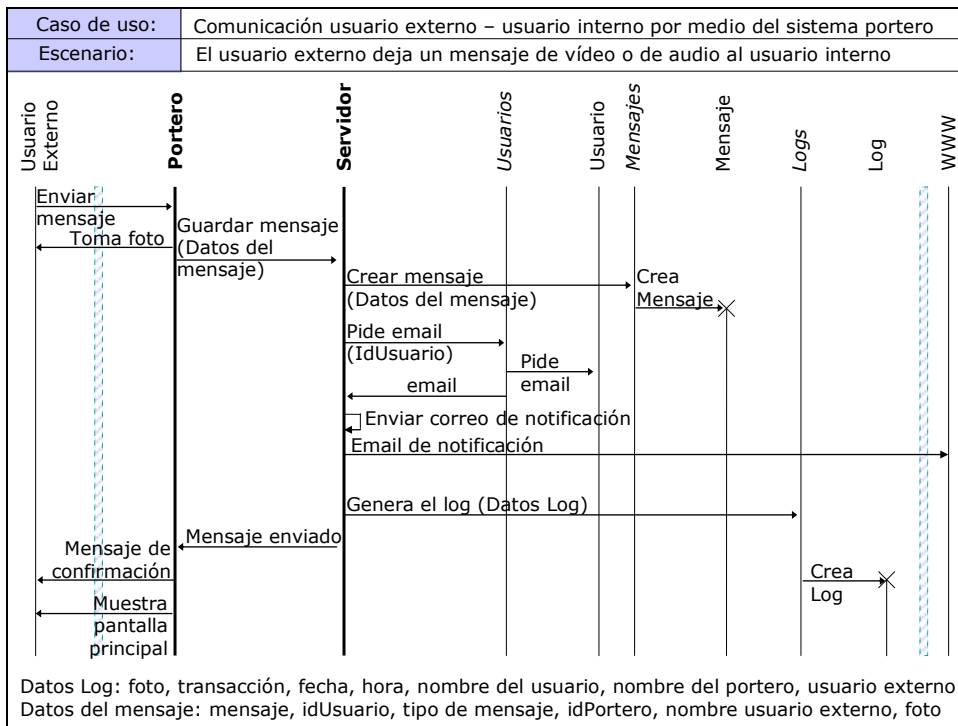 Caso de uso: Comunicación usuario externo – usuario interno por medio del sistema portero
Escenario: El usuario externo deja un mensaje de vídeo o de audio al usuario interno
Usuario
Externo
Portero
Servidor
Usuarios
Usuario
Mensajes
Mensaje
Logs
Log
WWW
Enviar
mensaje
Toma foto
Guardar mensaje
(Datos del
mensaje)
Crear mensaje
(Datos del mensaje)
Crea
Mensaje
Pide email
(IdUsuario)
Pide
email
email
Enviar correo de notificación
Email de notificación
Genera el log (Datos Log)
Mensaje enviado
Mensaje de
confirmación
Crea
Log
Muestra
pantalla
principal
Datos Log: foto, transacción, fecha, hora, nombre del usuario, nombre del portero, usuario externo
Datos del mensaje: mensaje, idUsuario, tipo de mensaje, idPortero, nombre usuario externo, foto